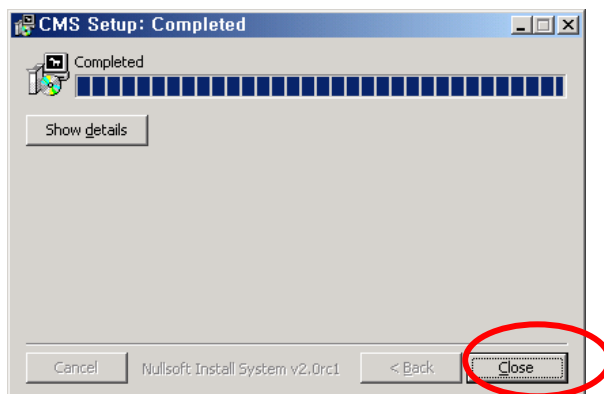 CMS Setup: Completed
Completed
Show details
Cancel Nullsoft Install System v2.0rc1 < Back Close